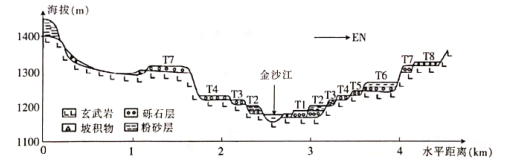 海拔(m)
1400
1300
1200
1100
EN
金沙江
T7
T4
T3
T2
T1
T2
T3
T4
T5
T6
T7
T8
玄武岩
砾石层
坡积物
粉砂层
0
1
2
3
4
水平距离(km)